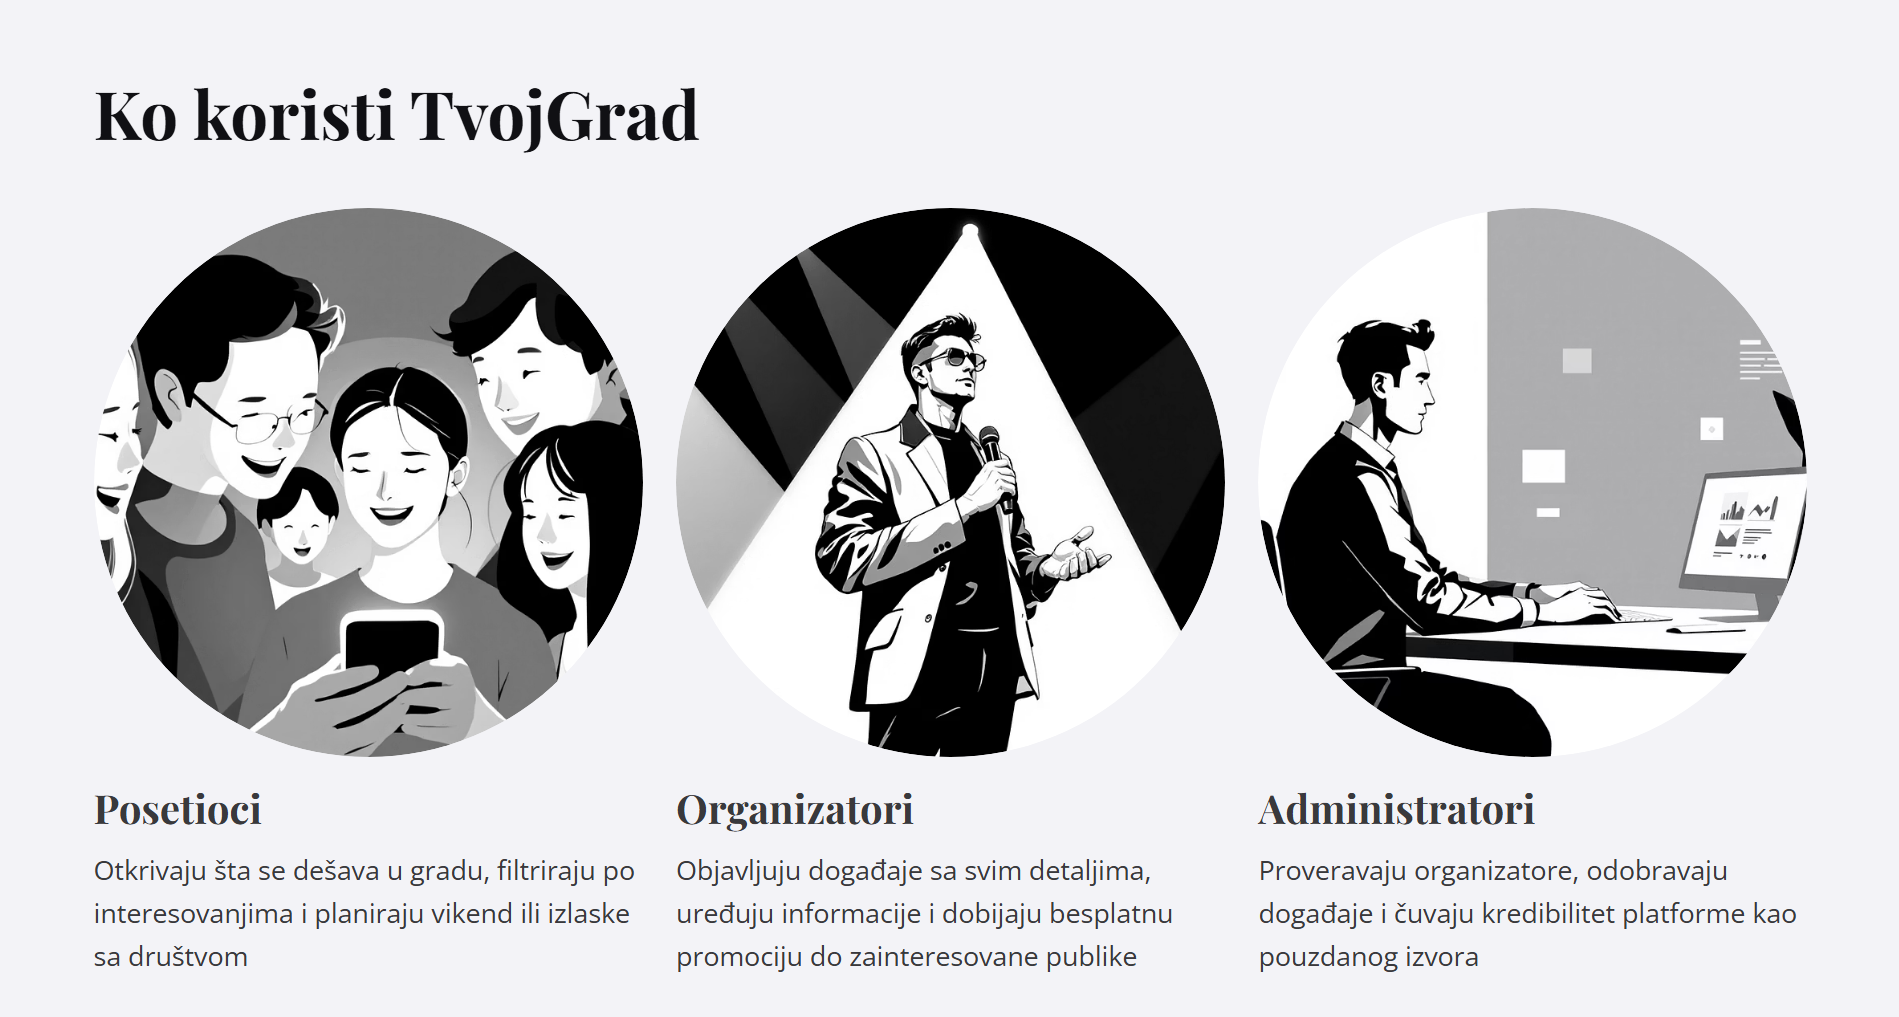 Ko koristi TvojGrad
Posetioci
Otkrivaju šta se dešava u gradu, filtriraju po
interesovanjima i planiraju vikend ili izlaske
sa društvom
Organizatori
Objavljuju događaje sa svim detaljima,
uređuju informacije i dobijaju besplatnu
promociju do zainteresovane publike
Administratori
Proveravaju organizatore, odobravaju
događaje i čuvaju kredibilitet platforme kao
pouzdanog izvora